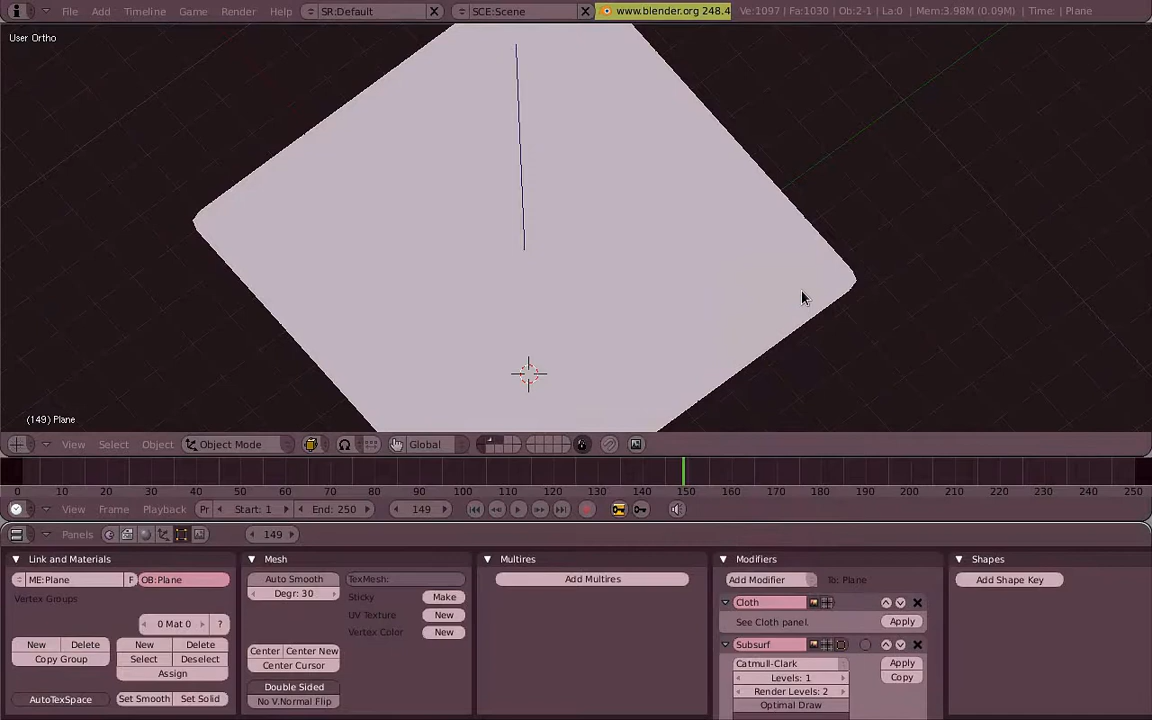 File Add Timeline Game Render Help SR:Default SCE:Scene www.blender.org 248.4 Ve:1097 | Fa:1030 | Ob:2-1 | La:0 | Mem:3.98M (0.09M) | Time: | Plane
User Ortho
(149) Plane
View Select Object Object Mode Global
0 10 20 30 40 50 60 70 80 90 100 110 120 130 140 150 160 170 180 190 200 210 220 230 240 250
View Frame Playback Pr Start: 1 End: 250 149
Panels 149
Link and Materials Mesh Multires Modifiers Shapes
ME:Plane F OB:Plane Auto Smooth TexMesh: Add Multires Add Modifier To: Plane Add Shape Key
Vertex Groups Degr: 30 Sticky Make Cloth
0 Mat 0 ? UV Texture New See Cloth panel. Apply
Vertex Color New
New Delete New Delete Center Center New Subsurf
Copy Group Select Deselect Center Cursor Catmull-Clark Apply
Assign Levels: 1 Copy
Double Sided Render Levels: 2
AutoTexSpace Set Smooth Set Solid No V.Normal Flip Optimal Draw